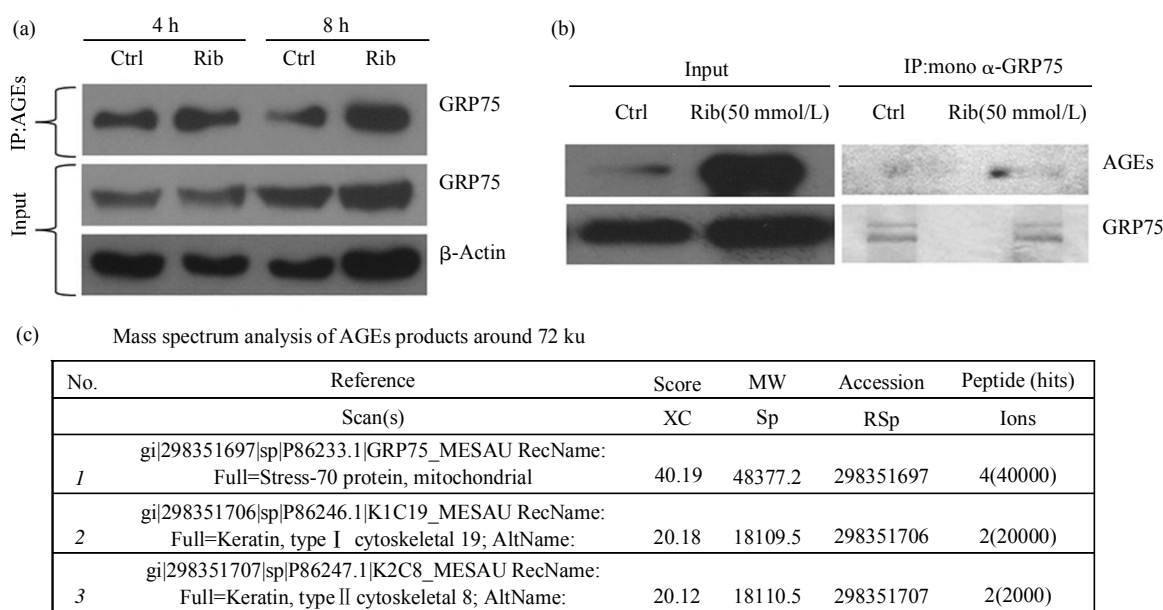 (a)
4 h
8 h
Ctrl
Rib
Ctrl
Rib
IP:AGEs
GRP75
Input
GRP75
β-Actin
(b)
Input
IP:mono α-GRP75
Ctrl
Rib(50 mmol/L)
Ctrl
Rib(50 mmol/L)
AGEs
GRP75
(c)
Mass spectrum analysis of AGEs products around 72 ku
No. Reference Score MW Accession Peptide (hits)
Scan(s) XC Sp RSp Ions
gi|298351697|sp|P86233.1|GRP75_MESAU RecName:
1 Full=Stress-70 protein, mitochondrial 40.19 48377.2 298351697 4(40000)
gi|298351706|sp|P86246.1|K1C19_MESAU RecName:
2 Full=Keratin, type Ⅰ cytoskeletal 19; AltName: 20.18 18109.5 298351706 2(20000)
gi|298351707|sp|P86247.1|K2C8_MESAU RecName:
3 Full=Keratin, type Ⅱ cytoskeletal 8; AltName: 20.12 18110.5 298351707 2(2000)